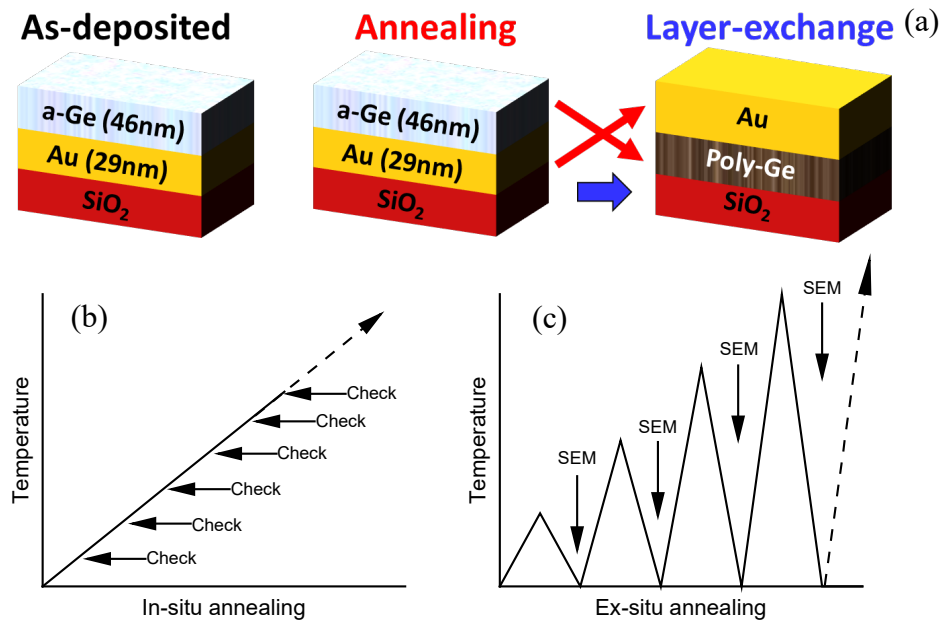 As-deposited
Annealing
Layer-exchange
(a)
a-Ge (46nm)
Au (29nm)
SiO2
a-Ge (46nm)
Au (29nm)
SiO2
Au
Poly-Ge
SiO2
(b)
Temperature
Check
Check
Check
Check
Check
Check
In-situ annealing
(c)
Temperature
SEM
SEM
SEM
SEM
Ex-situ annealing